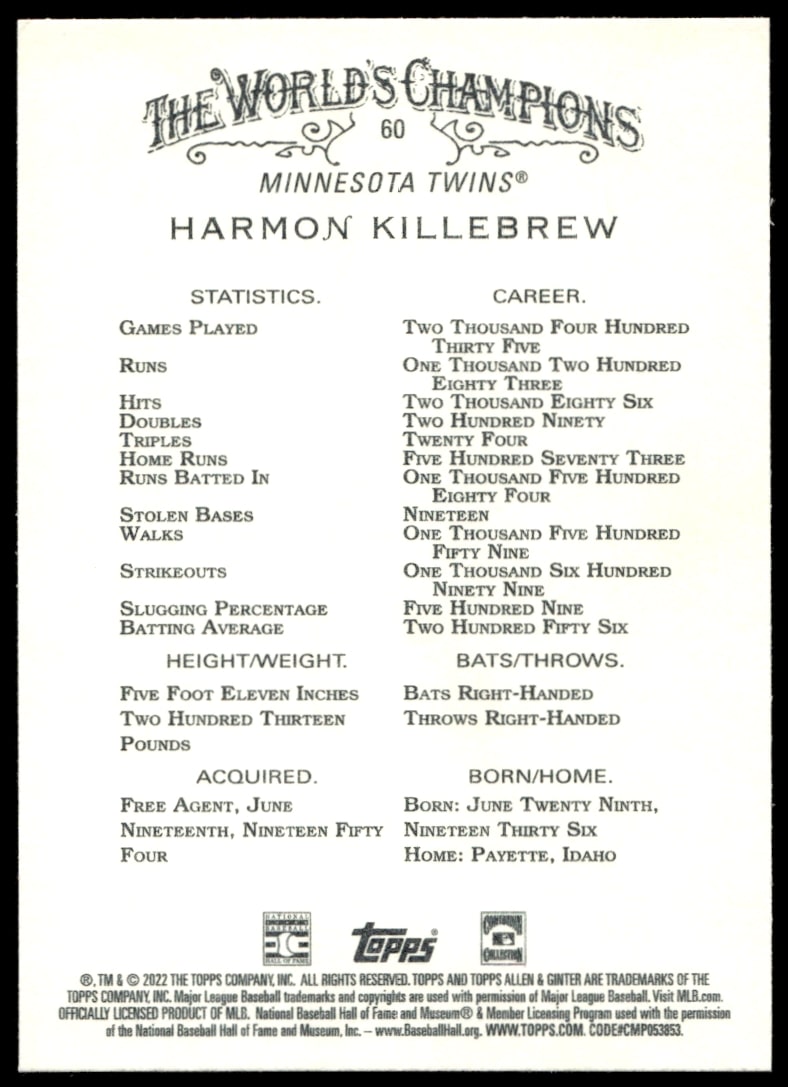 THE WORLD'S CHAMPIONS
60
MINNESOTA TWINS®
HARMON KILLEBREW
STATISTICS. CAREER.
GAMES PLAYED TWO THOUSAND FOUR HUNDRED
THIRTY FIVE
RUNS ONE THOUSAND TWO HUNDRED
EIGHTY THREE
HITS TWO THOUSAND EIGHTY SIX
DOUBLES TWO HUNDRED NINETY
TRIPLES TWENTY FOUR
HOME RUNS FIVE HUNDRED SEVENTY THREE
RUNS BATTED IN ONE THOUSAND FIVE HUNDRED
EIGHTY FOUR
STOLEN BASES NINETEEN
WALKS ONE THOUSAND FIVE HUNDRED
FIFTY NINE
STRIKEOUTS ONE THOUSAND SIX HUNDRED
NINETY NINE
SLUGGING PERCENTAGE FIVE HUNDRED NINE
BATTING AVERAGE TWO HUNDRED FIFTY SIX
HEIGHT/WEIGHT. BATS/THROWS.
FIVE FOOT ELEVEN INCHES BATS RIGHT-HANDED
TWO HUNDRED THIRTEEN THROWS RIGHT-HANDED
POUNDS
ACQUIRED. BORN/HOME.
FREE AGENT, JUNE BORN: JUNE TWENTY NINTH,
NINETEENTH, NINETEEN FIFTY NINETEEN THIRTY SIX
FOUR HOME: PAYETTE, IDAHO
NATIONAL BASEBALL HALL OF FAME Topps® COOPERSTOWN COLLECTION
®, TM & © 2022 THE TOPPS COMPANY, INC. ALL RIGHTS RESERVED. TOPPS AND TOPPS ALLEN & GINTER ARE TRADEMARKS OF THE
TOPPS COMPANY, INC. Major League Baseball trademarks and copyrights are used with permission of Major League Baseball. Visit MLB.com.
OFFICIALLY LICENSED PRODUCT OF MLB. National Baseball Hall of Fame and Museum® & Member Licensing Program used with the permission
of the National Baseball Hall of Fame and Museum, Inc. – www.BaseballHall.org. WWW.TOPPS.COM. CODE#CMP053853.